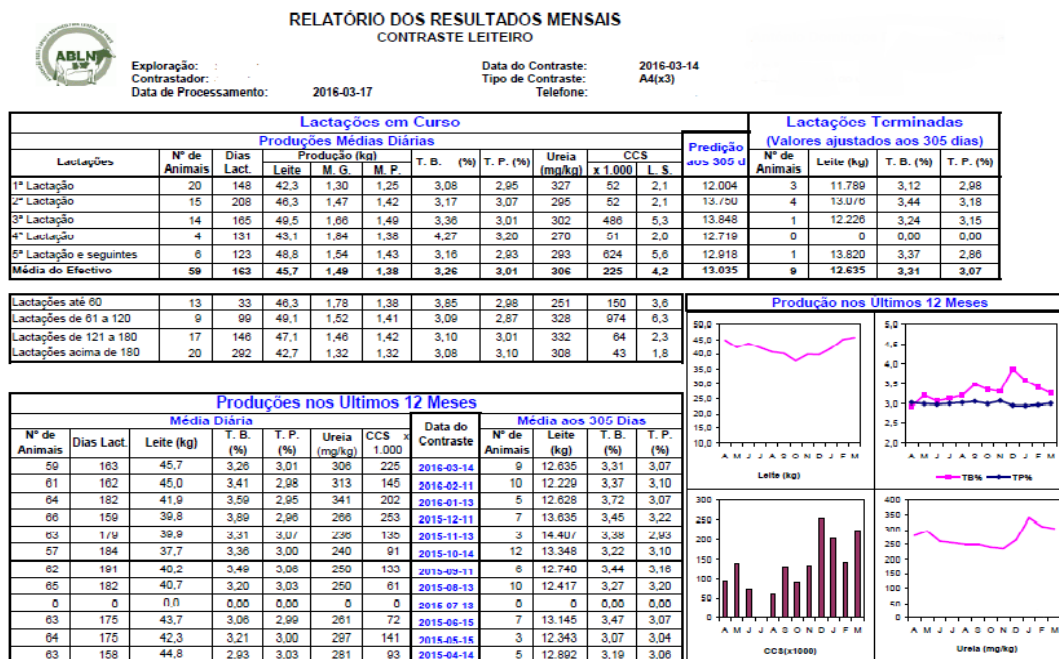 RELATÓRIO DOS RESULTADOS MENSAIS
CONTRASTE LEITEIRO
ABLN
Exploração: Data do Contraste: 2016-03-14
Contrastador: Tipo de Contraste: A4(x3)
Data de Processamento: 2016-03-17 Telefone:
Lactações em Curso Lactações Terminadas
Produções Médias Diárias Predição aos 305 d (Valores ajustados aos 305 dias)
Lactações Nº de Animais Dias Lact. Produção (kg) T. B. (%) T. P. (%) Ureia (mg/kg) CCS Nº de Animais Leite (kg) T. B. (%) T. P. (%)
Leite M. G. M. P. x 1.000 L. S.
1ª Lactação 20 148 42,3 1,30 1,25 3,08 2,95 327 52 2,1 12.004 3 11.789 3,12 2,98
2ª Lactação 15 208 46,3 1,47 1,42 3,17 3,07 295 52 2,1 13.750 4 13.076 3,44 3,18
3ª Lactação 14 165 49,5 1,66 1,49 3,36 3,01 302 486 5,3 13.848 1 12.226 3,24 3,15
4ª Lactação 4 131 43,1 1,84 1,38 4,27 3,20 270 51 2,0 12.719 0 0 0,00 0,00
5ª Lactação e seguintes 6 123 48,8 1,54 1,43 3,16 2,93 293 624 5,6 12.918 1 13.820 3,37 2,86
Média do Efectivo 59 163 45,7 1,49 1,38 3,26 3,01 306 225 4,2 13.035 9 12.635 3,31 3,07
Lactações até 60 13 33 46,3 1,78 1,38 3,85 2,98 251 150 3,6
Lactações de 61 a 120 9 99 49,1 1,52 1,41 3,09 2,87 328 974 6,3
Lactações de 121 a 180 17 146 47,1 1,46 1,42 3,10 3,01 332 64 2,3
Lactações acima de 180 20 292 42,7 1,32 1,32 3,08 3,10 308 43 1,8
Produções nos Ultimos 12 Meses
Média Diária Data do Contraste Média aos 305 Dias
Nº de Animais Dias Lact. Leite (kg) T. B. (%) T. P. (%) Ureia (mg/kg) CCS x 1.000 Nº de Animais Leite (kg) T. B. (%) T. P. (%)
59 163 45,7 3,26 3,01 306 225 2016-03-14 9 12.635 3,31 3,07
61 162 45,0 3,41 2,98 313 145 2016-02-11 10 12.229 3,37 3,10
64 182 41,9 3,59 2,95 341 202 2016-01-13 5 12.628 3,72 3,07
66 159 39,8 3,89 2,96 266 253 2015-12-11 7 13.635 3,45 3,22
63 179 39,9 3,31 3,07 236 135 2015-11-13 3 14.407 3,38 2,93
57 184 37,7 3,36 3,00 240 91 2015-10-14 12 13.348 3,22 3,10
62 191 40,2 3,49 3,06 250 133 2015-09-11 6 12.740 3,44 3,16
65 182 40,7 3,20 3,03 250 61 2015-08-13 10 12.417 3,27 3,20
0 0 0,0 0,00 0,00 0 0 0 0 0,00 0,00
63 175 43,7 3,06 2,99 261 72 2015-06-15 7 13.145 3,47 3,07
64 175 42,3 3,21 3,00 297 141 2015-05-15 3 12.343 3,07 3,04
63 158 44,8 2,93 3,03 281 93 2015-04-14 5 12.892 3,19 3,06
Produção nos Últimos 12 Meses
50,0
45,0
40,0
35,0
30,0
25,0
20,0
15,0
10,0
A M J J A S O N D J F M
Leite (kg)
5,0
4,5
4,0
3,5
3,0
2,5
2,0
A M J J A S O N D J F M
TB% TP%
300
250
200
150
100
50
0
A M J J A S O N D J F M
CCS(x1000)
400
350
300
250
200
150
100
50
0
A M J J A S O N D J F M
Ureia (mg/kg)